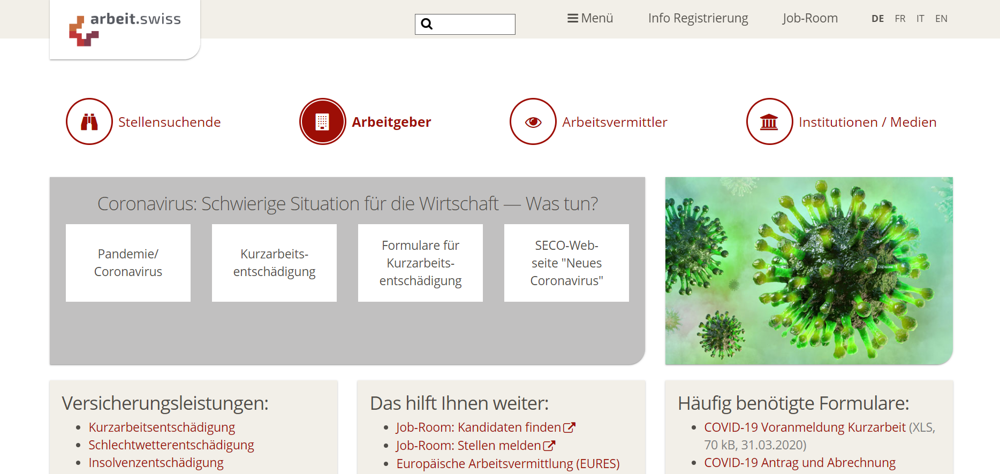 arbeit.swiss
Menü
Info Registrierung
Job-Room
DE FR IT EN
Stellensuchende
Arbeitgeber
Arbeitsvermittler
Institutionen / Medien
Coronavirus: Schwierige Situation für die Wirtschaft — Was tun?
Pandemie/
Coronavirus
Kurzarbeits-
entschädigung
Formulare für
Kurzarbeits-
entschädigung
SECO-Web-
seite "Neues
Coronavirus"
Versicherungsleistungen:
Kurzarbeitsentschädigung
Schlechtwetterentschädigung
Insolvenzentschädigung
Das hilft Ihnen weiter:
Job-Room: Kandidaten finden
Job-Room: Stellen melden
Europäische Arbeitsvermittlung (EURES)
Häufig benötigte Formulare:
COVID-19 Voranmeldung Kurzarbeit (XLS,
70 kB, 31.03.2020)
COVID-19 Antrag und Abrechnung